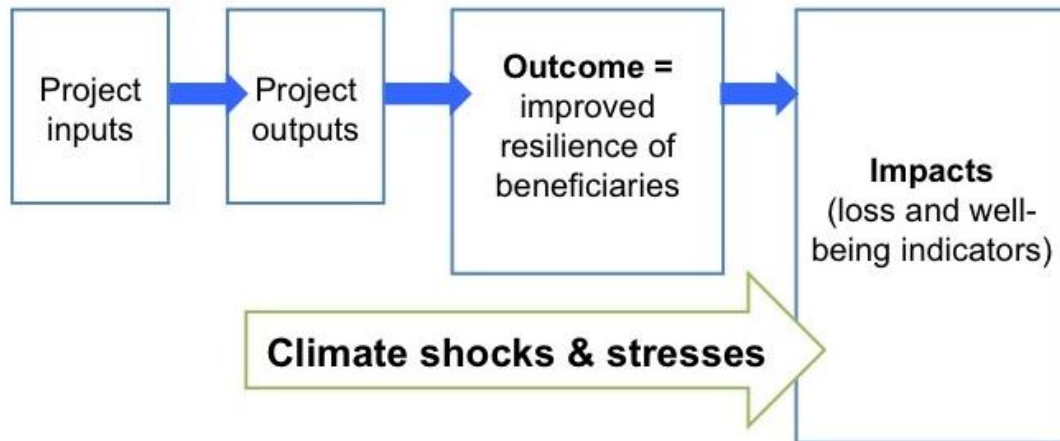 Project
inputs
Project
outputs
Outcome =
improved
resilience of
beneficiaries
Impacts
(loss and well-
being indicators)
Climate shocks & stresses